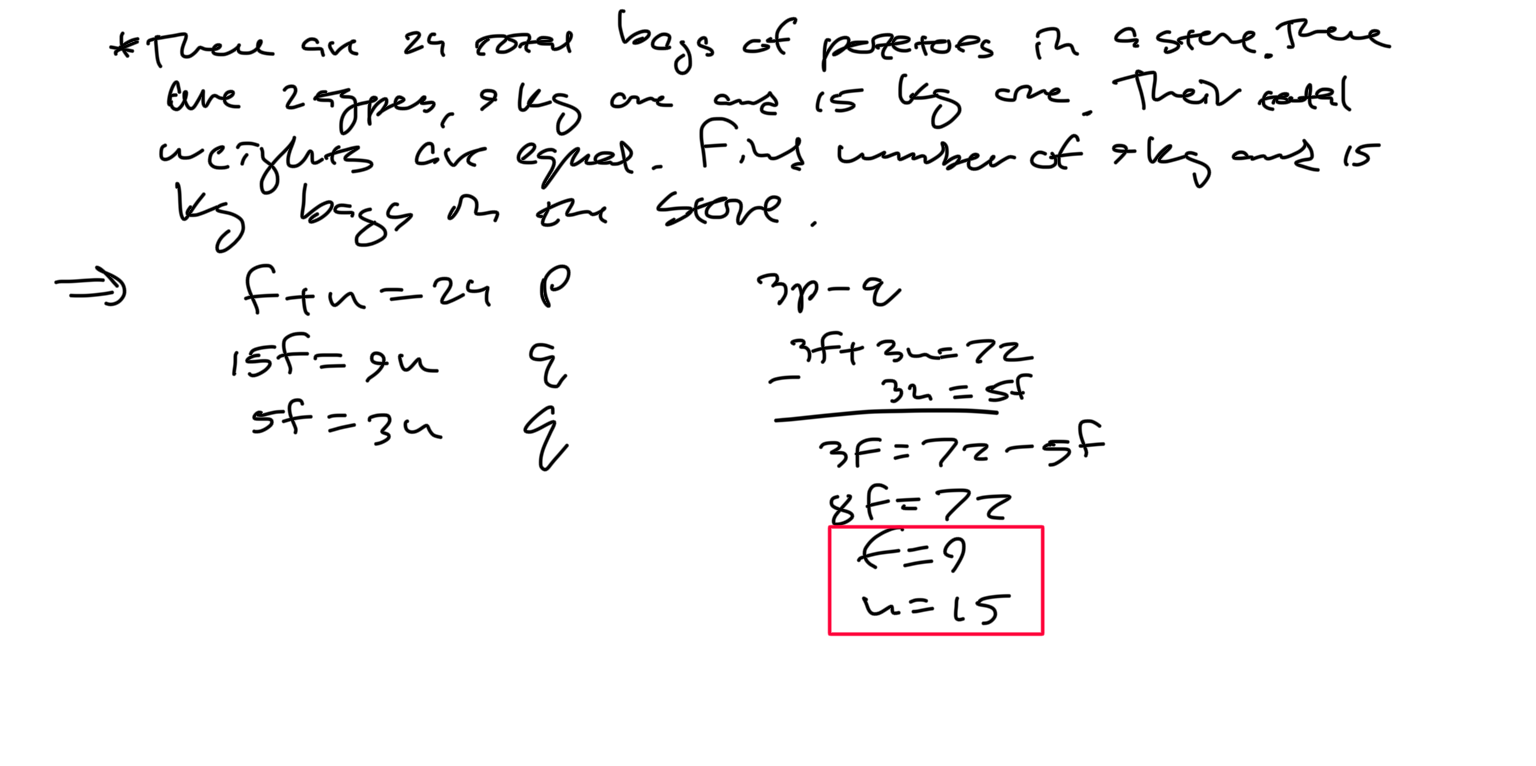 *There are 24 total bags of potetoes in a store. There
are 2 types, 9 kg one and 15 kg one. Their total
weights are equal. Find number of 9 kg and 15
kg bags in the store.
⇒ f+n=24 p
15f=9n q
5f=3n q
3p-q
3f+3n=72
- 3n=5f
3f=72-5f
8f=72
f=9
n=15